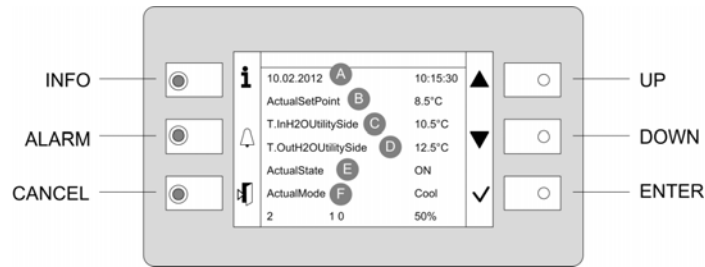 INFO
ALARM
CANCEL
i
10.02.2012 A 10:15:30
ActualSetPoint B 8.5°C
T.InH2OUtilitySide C 10.5°C
T.OutH2OUtilitySide D 12.5°C
ActualState E ON
ActualMode F Cool
2 1 0 50%
UP
DOWN
ENTER